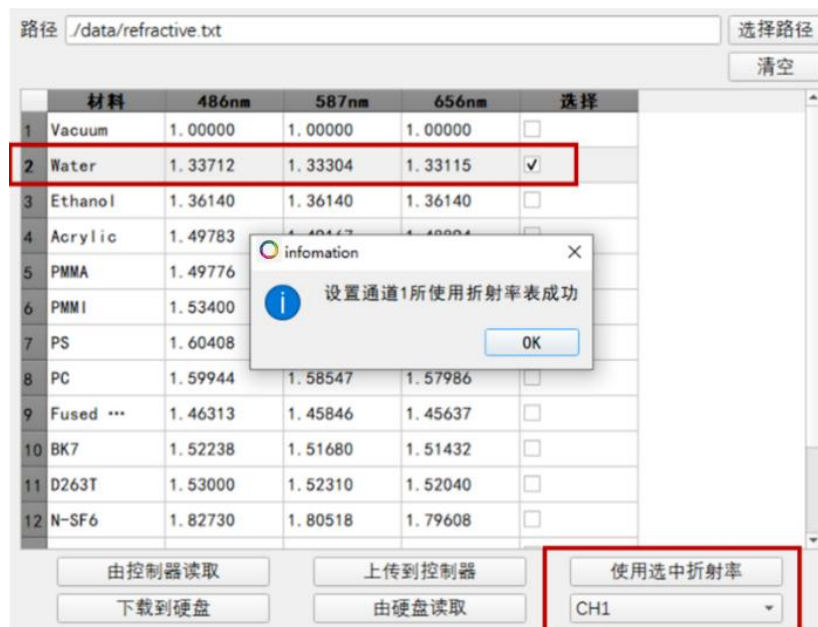 路径 ./data/refractive.txt 选择路径
清空
材料 486nm 587nm 656nm 选择
1 Vacuum 1.00000 1.00000 1.00000
2 Water 1.33712 1.33304 1.33115
3 Ethanol 1.36140 1.36140 1.36140
4 Acrylic 1.49783
5 PMMA 1.49776
6 PMMI 1.53400
7 PS 1.60408
infomation
设置通道1所使用折射率表成功
OK
8 PC 1.59944 1.58547 1.57986
9 Fused ··· 1.46313 1.45846 1.45637
10 BK7 1.52238 1.51680 1.51432
11 D263T 1.53000 1.52310 1.52040
12 N-SF6 1.82730 1.80518 1.79608
由控制器读取 上传到控制器 使用选中折射率
下载到硬盘 由硬盘读取 CH1